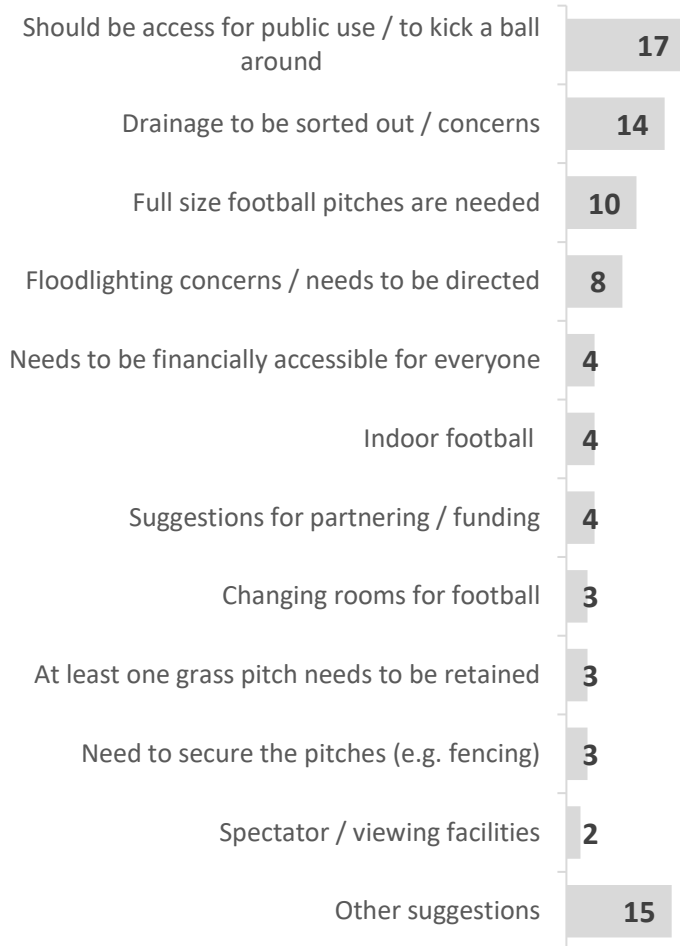 Should be access for public use / to kick a ball
around
17
Drainage to be sorted out / concerns
14
Full size football pitches are needed
10
Floodlighting concerns / needs to be directed
8
Needs to be financially accessible for everyone
4
Indoor football
4
Suggestions for partnering / funding
4
Changing rooms for football
3
At least one grass pitch needs to be retained
3
Need to secure the pitches (e.g. fencing)
3
Spectator / viewing facilities
2
Other suggestions
15